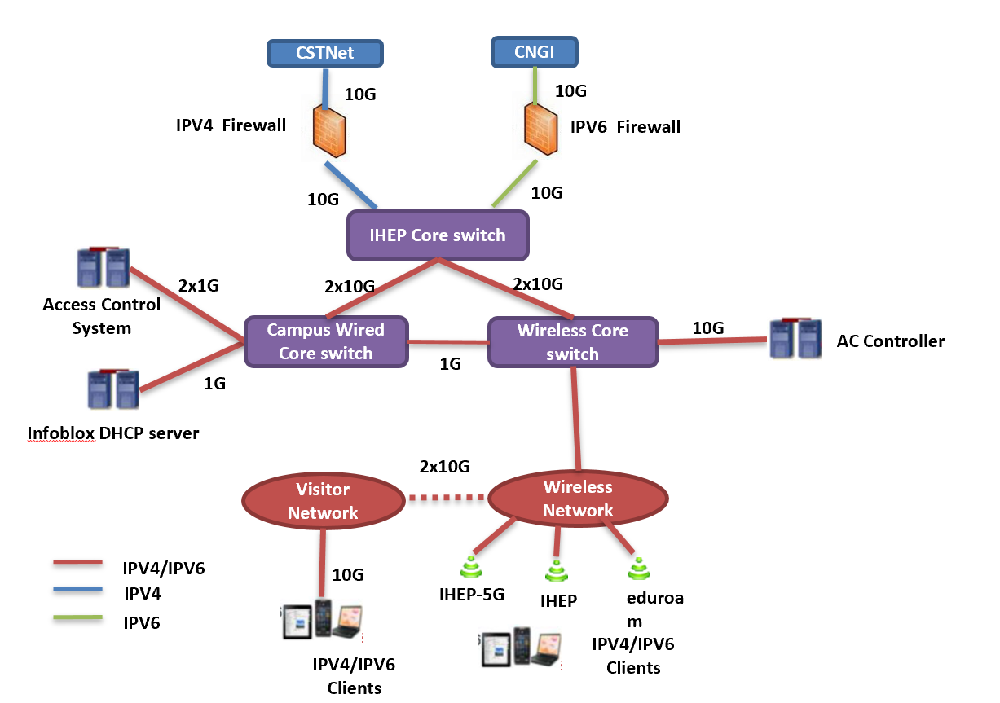 CSTNet
CNGI
10G
10G
IPV4  Firewall
IPV6  Firewall
10G
10G
IHEP Core switch
2x1G
2x10G
2x10G
Access Control
System
Campus Wired
Core switch
Wireless Core
switch
10G
AC Controller
1G
1G
Infoblox DHCP server
2x10G
Visitor
Network
Wireless
Network
IPV4/IPV6
IPV4
IPV6
10G
IHEP-5G
IHEP
eduroa
m
IPV4/IPV6
Clients
IPV4/IPV6
Clients